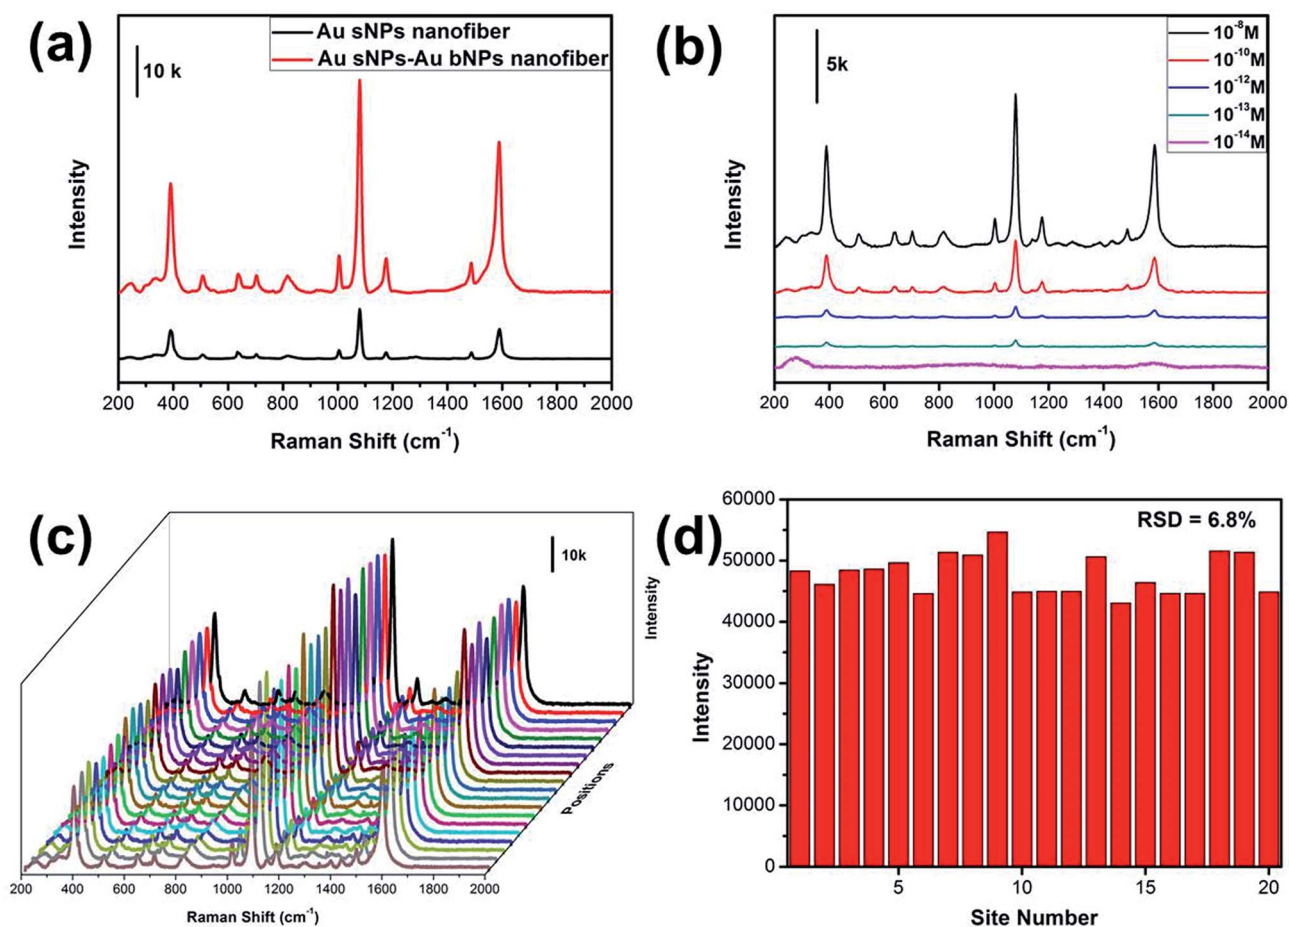 (a)
10 k
Au sNPs nanofiber
Au sNPs-Au bNPs nanofiber
Intensity
200 400 600 800 1000 1200 1400 1600 1800 2000
Raman Shift (cm⁻¹)
(b)
5k
10⁻⁸M
10⁻¹⁰M
10⁻¹²M
10⁻¹³M
10⁻¹⁴M
Intensity
200 400 600 800 1000 1200 1400 1600 1800 2000
Raman Shift (cm⁻¹)
(c)
10k
Intensity
Positions
200 400 600 800 1000 1200 1400 1600 1800 2000
Raman Shift (cm⁻¹)
(d)
RSD = 6.8%
60000
50000
40000
30000
20000
10000
0
Intensity
5 10 15 20
Site Number